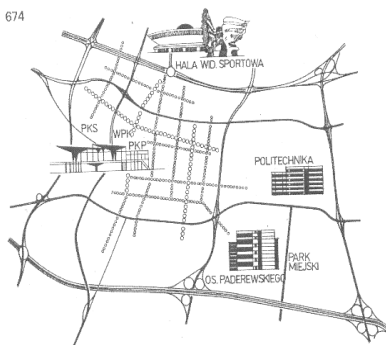 674
HALA WID. SPORTOWA
PKS
WPK
PKP
POLITECHNIKA
PARK
MIEJSKI
OS. PADEREWSKIEGO